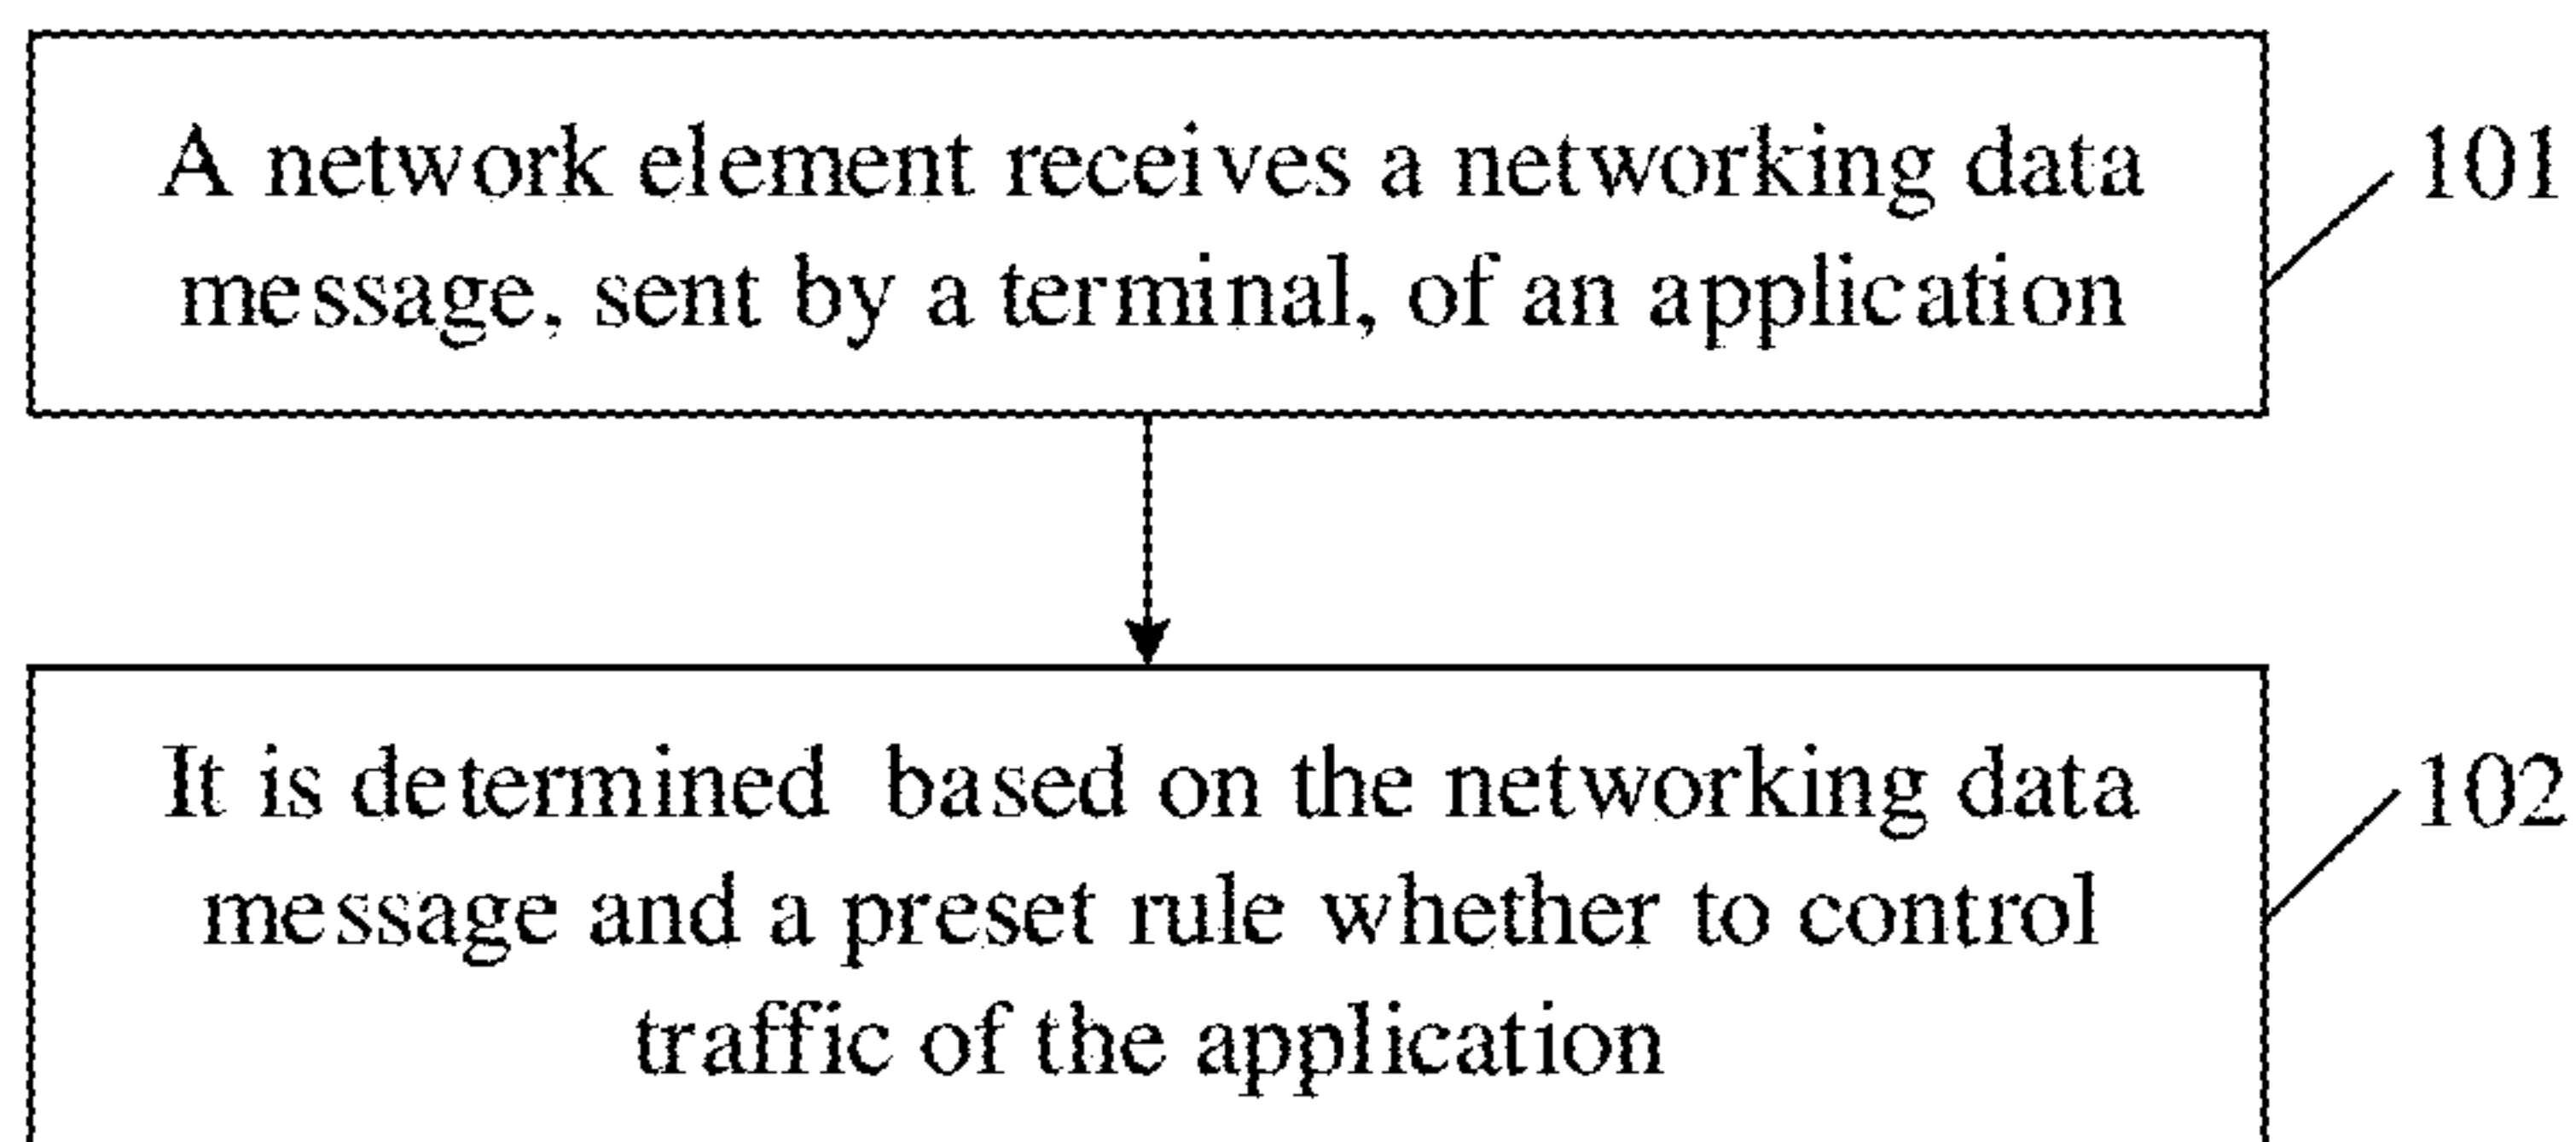 A network element receives a networking data
message, sent by a terminal, of an application
101
It is determined based on the networking data
message and a preset rule whether to control
traffic of the application
102